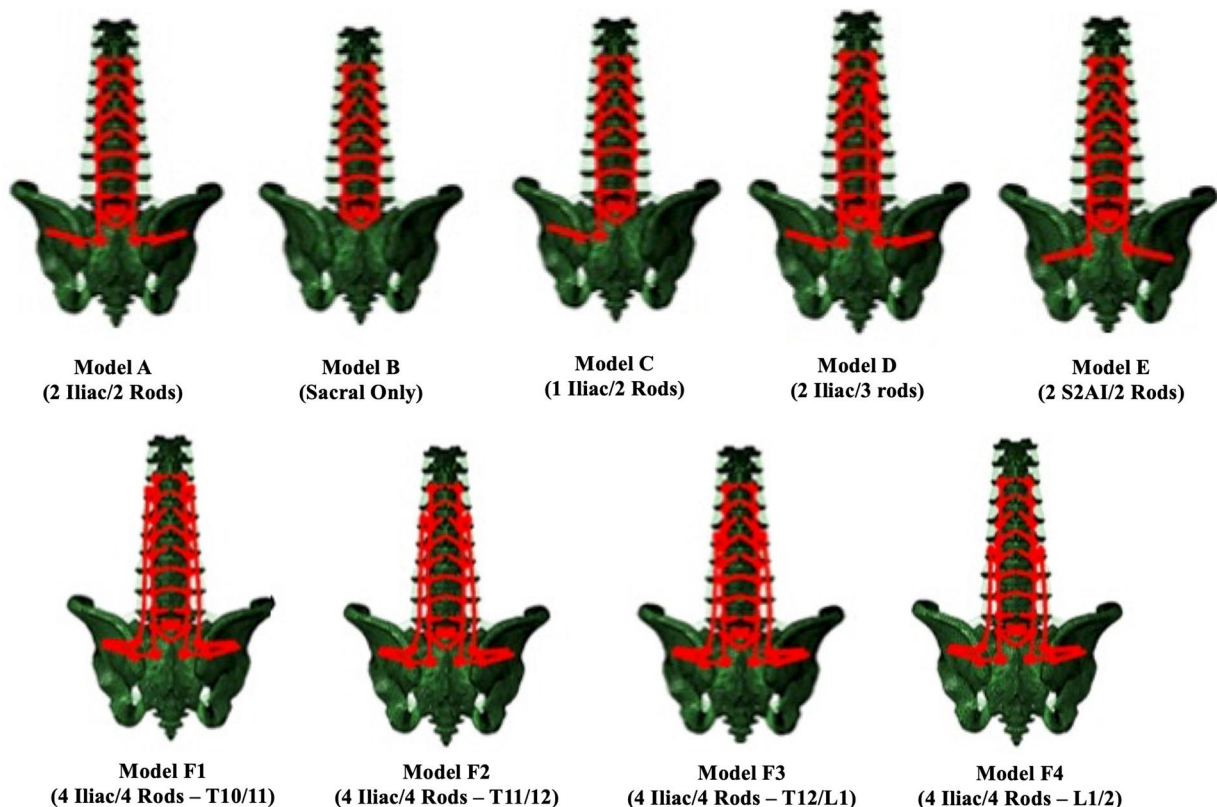 Model A
(2 Iliac/2 Rods)
Model B
(Sacral Only)
Model C
(1 Iliac/2 Rods)
Model D
(2 Iliac/3 rods)
Model E
(2 S2AI/2 Rods)
Model F1
(4 Iliac/4 Rods – T10/11)
Model F2
(4 Iliac/4 Rods – T11/12)
Model F3
(4 Iliac/4 Rods – T12/L1)
Model F4
(4 Iliac/4 Rods – L1/2)